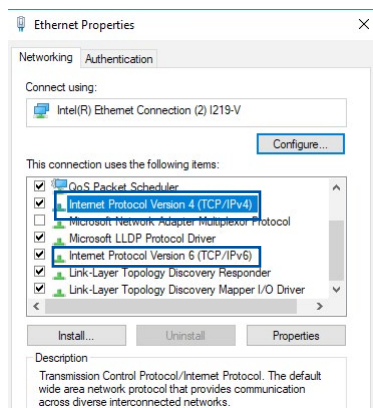 Ethernet Properties
Networking Authentication
Connect using:
Intel(R) Ethernet Connection (2) I219-V
Configure...
This connection uses the following items:
QoS Packet Scheduler
Internet Protocol Version 4 (TCP/IPv4)
Microsoft Network Adapter Multiplexor Protocol
Microsoft LLDP Protocol Driver
Internet Protocol Version 6 (TCP/IPv6)
Link-Layer Topology Discovery Responder
Link-Layer Topology Discovery Mapper I/O Driver
Install... Uninstall Properties
Description
Transmission Control Protocol/Internet Protocol. The default
wide area network protocol that provides communication
across diverse interconnected networks.